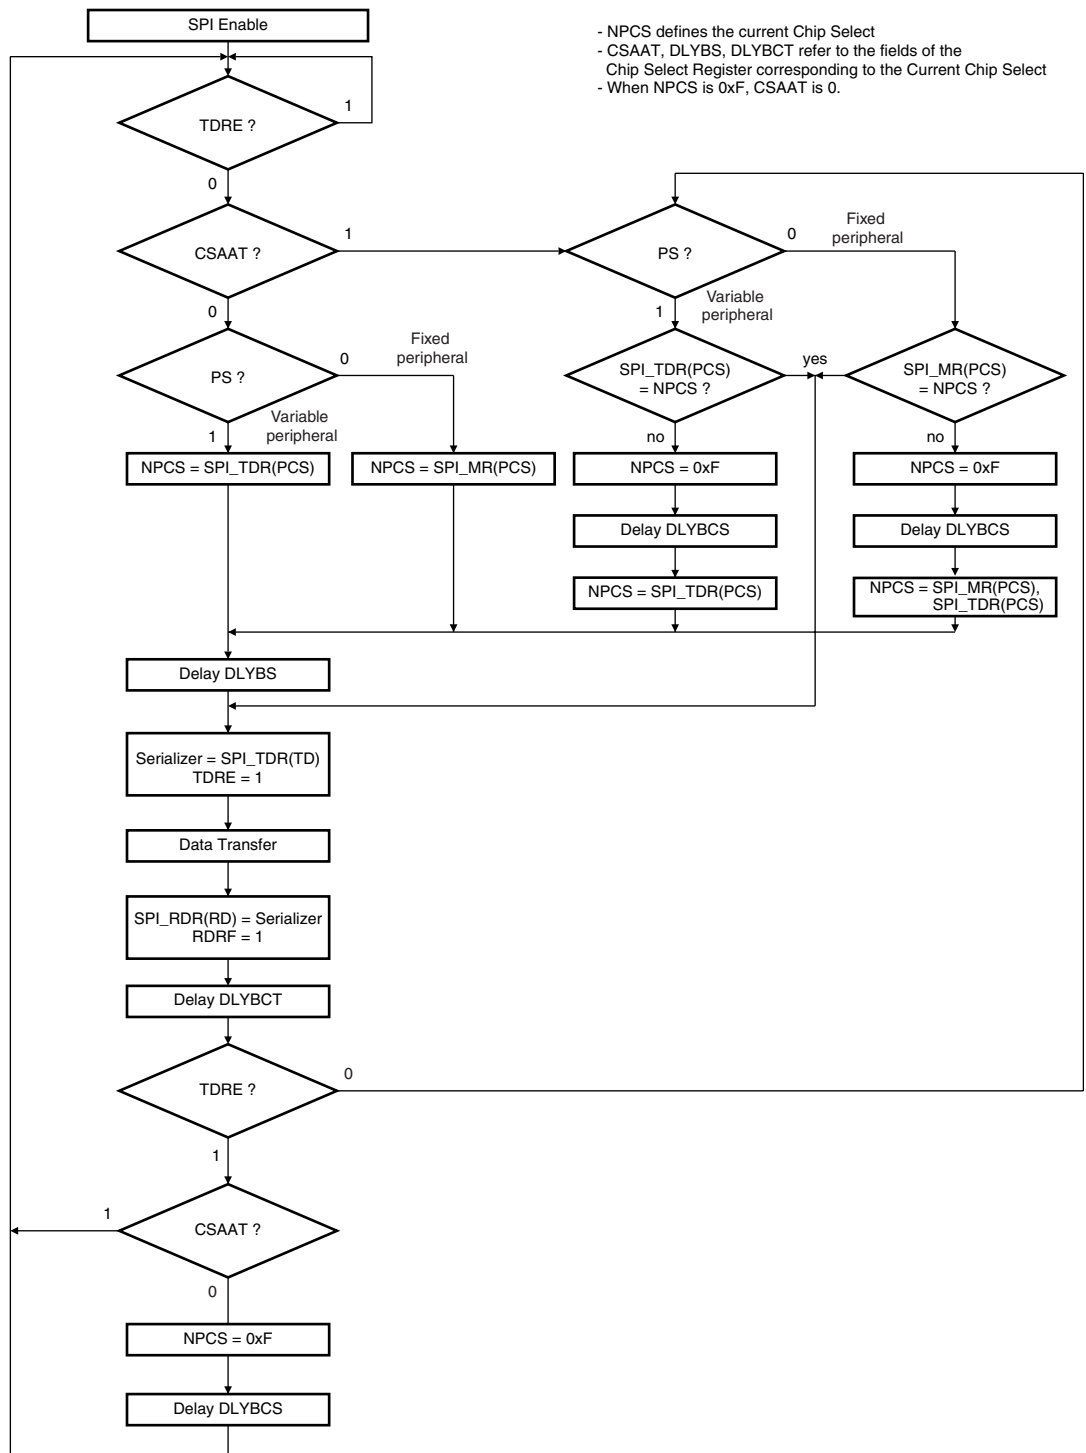 SPI Enable
- NPCS defines the current Chip Select
- CSAAT, DLYBS, DLYBCT refer to the fields of the
Chip Select Register corresponding to the Current Chip Select
- When NPCS is 0xF, CSAAT is 0.
TDRE ?
1
0
CSAAT ?
1
0
PS ?
0
Fixed
peripheral
1
Variable
peripheral
PS ?
0
Fixed
peripheral
1
Variable
peripheral
SPI_TDR(PCS)
= NPCS ?
yes
no
SPI_MR(PCS)
= NPCS ?
no
NPCS = SPI_TDR(PCS)
NPCS = SPI_MR(PCS)
NPCS = 0xF
NPCS = 0xF
Delay DLYBCS
Delay DLYBCS
NPCS = SPI_TDR(PCS)
NPCS = SPI_MR(PCS),
SPI_TDR(PCS)
Delay DLYBS
Serializer = SPI_TDR(TD)
TDRE = 1
Data Transfer
SPI_RDR(RD) = Serializer
RDRF = 1
Delay DLYBCT
TDRE ?
0
1
CSAAT ?
1
0
NPCS = 0xF
Delay DLYBCS